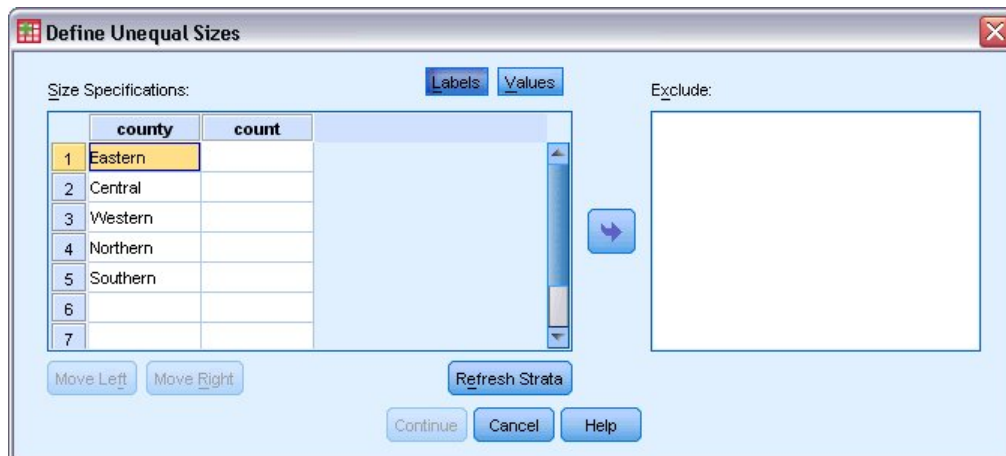 Define Unequal Sizes
Size Specifications:
Labels
Values
Exclude:
county count
1 Eastern
2 Central
3 Western
4 Northern
5 Southern
6
7
Move Left
Move Right
Refresh Strata
Continue
Cancel
Help